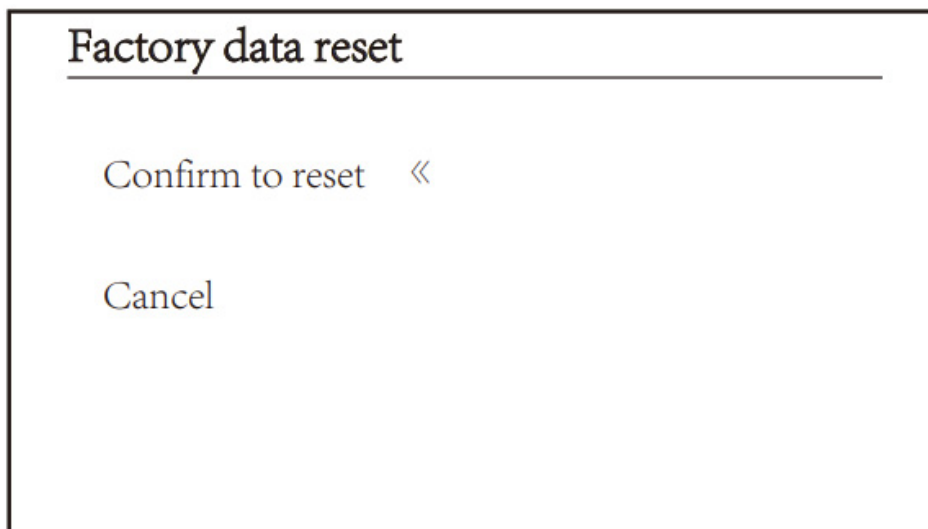 Factory data reset
Confirm to reset «
Cancel